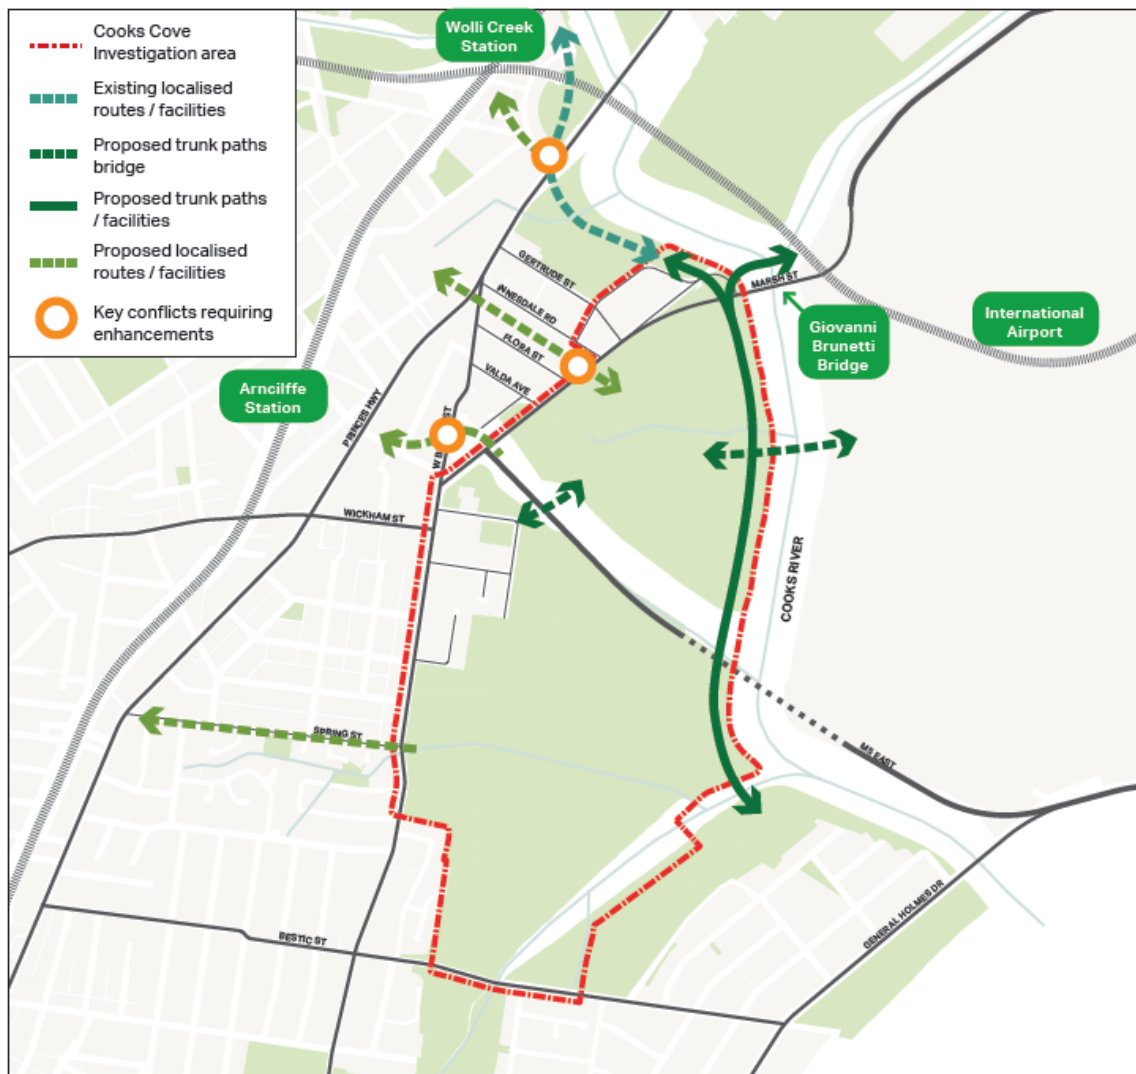 Cooks Cove
Investigation area
Existing localised
routes / facilities
Proposed trunk paths
bridge
Proposed trunk paths
/ facilities
Proposed localised
routes / facilities
Key conflicts requiring
enhancements
Wolli Creek
Station
GERTRUDE ST
INNESDALE RD
FLORA ST
VALDA AVE
MARSH ST
Giovanni
Brunetti
Bridge
International
Airport
Arncilffe
Station
PRINCES HWY
W B
ST
WICKHAM ST
COOKS RIVER
SPRING ST
M5 EAST
BESTIC ST
GENERAL HOLMES DR